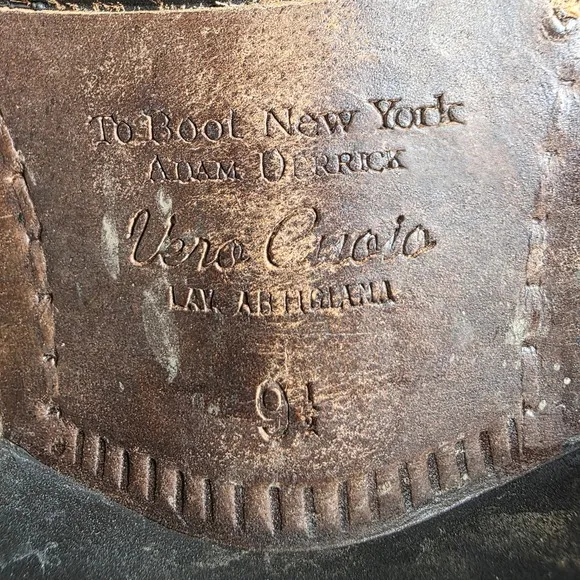 To Boot New York
ADAM DERRICK
Vero Cuoio
LAV. ARTIGIANA
9½